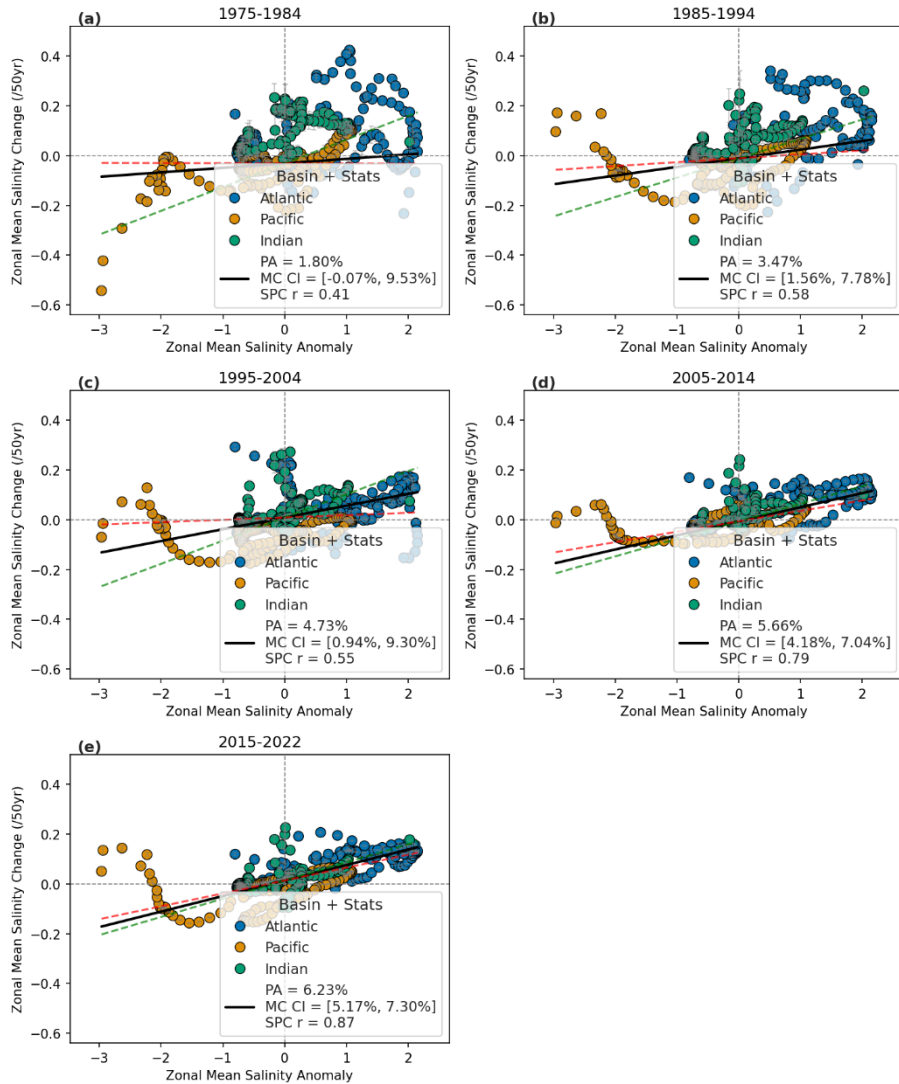 (a) 1975-1984
Zonal Mean Salinity Change (/50yr)
0.4
0.2
0.0
−0.2
−0.4
−0.6
Basin + Stats
Atlantic
Pacific
Indian
PA = 1.80%
MC CI = [-0.07%, 9.53%]
SPC r = 0.41
−3 −2 −1 0 1 2
Zonal Mean Salinity Anomaly
(b) 1985-1994
Zonal Mean Salinity Change (/50yr)
0.4
0.2
0.0
−0.2
−0.4
−0.6
Basin + Stats
Atlantic
Pacific
Indian
PA = 3.47%
MC CI = [1.56%, 7.78%]
SPC r = 0.58
−3 −2 −1 0 1 2
Zonal Mean Salinity Anomaly
(c) 1995-2004
Zonal Mean Salinity Change (/50yr)
0.4
0.2
0.0
−0.2
−0.4
−0.6
Basin + Stats
Atlantic
Pacific
Indian
PA = 4.73%
MC CI = [0.94%, 9.30%]
SPC r = 0.55
−3 −2 −1 0 1 2
Zonal Mean Salinity Anomaly
(d) 2005-2014
Zonal Mean Salinity Change (/50yr)
0.4
0.2
0.0
−0.2
−0.4
−0.6
Basin + Stats
Atlantic
Pacific
Indian
PA = 5.66%
MC CI = [4.18%, 7.04%]
SPC r = 0.79
−3 −2 −1 0 1 2
Zonal Mean Salinity Anomaly
(e) 2015-2022
Zonal Mean Salinity Change (/50yr)
0.4
0.2
0.0
−0.2
−0.4
−0.6
Basin + Stats
Atlantic
Pacific
Indian
PA = 6.23%
MC CI = [5.17%, 7.30%]
SPC r = 0.87
−3 −2 −1 0 1 2
Zonal Mean Salinity Anomaly